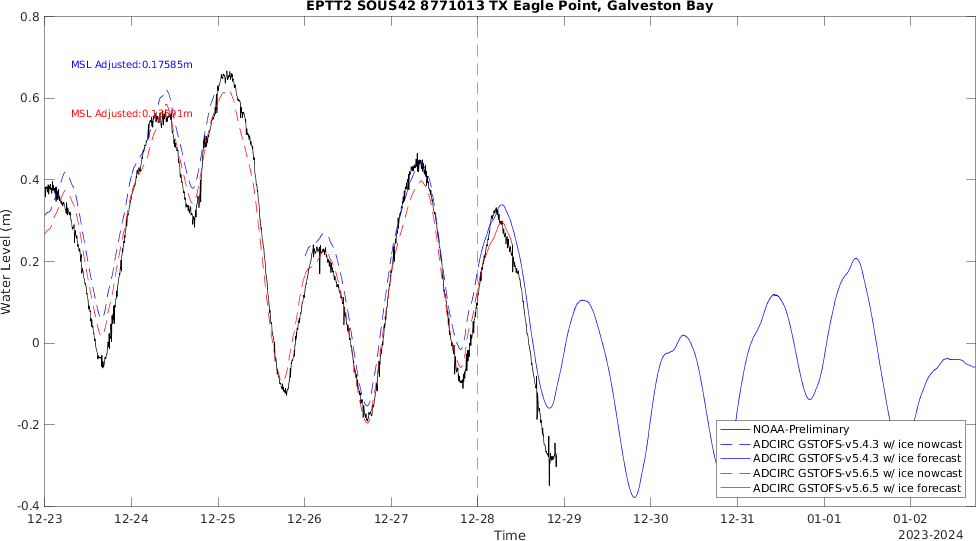 EPTT2 SOUS42 8771013 TX Eagle Point, Galveston Bay
0.8
0.6
0.4
0.2
0
-0.2
-0.4
Water Level (m)
MSL Adjusted:0.17585m
MSL Adjusted:
NOAA-Preliminary
ADCIRC GSTOFS-v5.4.3 w/ ice nowcast
ADCIRC GSTOFS-v5.4.3 w/ ice forecast
ADCIRC GSTOFS-v5.6.5 w/ ice nowcast
ADCIRC GSTOFS-v5.6.5 w/ ice forecast
12-23 12-24 12-25 12-26 12-27 12-28 12-29 12-30 12-31 01-01 01-02
Time
2023-2024